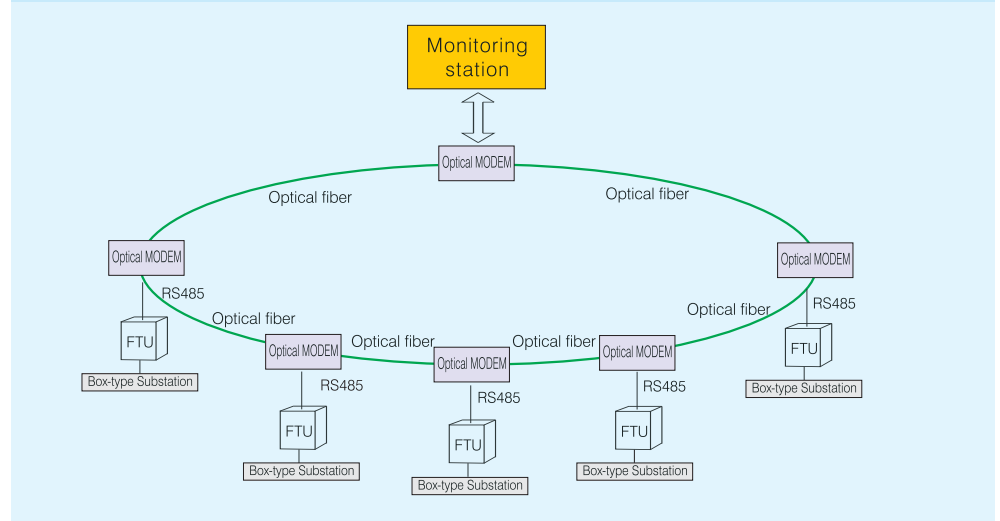 Monitoring
station
Optical MODEM
Optical fiber
Optical fiber
Optical MODEM
Optical MODEM
RS485
RS485
Optical fiber
Optical fiber
Optical fiber
Optical fiber
FTU
FTU
Optical MODEM
Optical MODEM
Optical MODEM
Box-type Substation
Box-type Substation
RS485
RS485
RS485
FTU
FTU
FTU
Box-type Substation
Box-type Substation
Box-type Substation